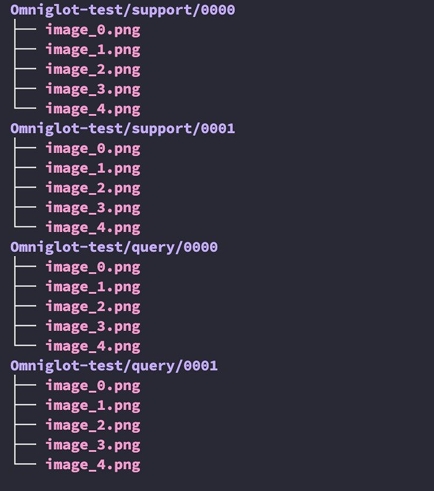 Omniglot-test/support/0000
├── image_0.png
├── image_1.png
├── image_2.png
├── image_3.png
└── image_4.png
Omniglot-test/support/0001
├── image_0.png
├── image_1.png
├── image_2.png
├── image_3.png
└── image_4.png
Omniglot-test/query/0000
├── image_0.png
├── image_1.png
├── image_2.png
├── image_3.png
└── image_4.png
Omniglot-test/query/0001
├── image_0.png
├── image_1.png
├── image_2.png
├── image_3.png
└── image_4.png